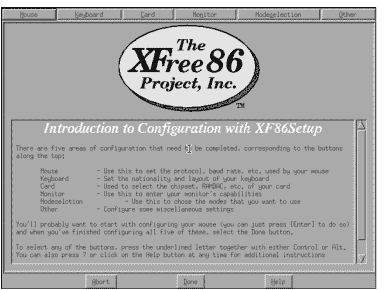 Mouse Keyboard Card Monitor Modeselection Other
The
XFree86
Project, Inc.
TM
Introduction to Configuration with XF86Setup
There are five areas of configuration that need to be completed, corresponding to the buttons
along the top:
Mouse - Use this to set the protocol, baud rate, etc. used by your mouse
Keyboard - Set the nationality and layout of your keyboard
Card - Used to select the chipset, RAMDAC, etc. of your card
Monitor - Use this to enter your monitor's capabilities
Modeselction - Use this to chose the modes that you want to use
Other - Configure some miscellaneous settings
You'll probably want to start with configuring your mouse (you can just press [Enter] to do so)
and when you've finished configuring all five of these, select the Done button.
To select any of the buttons, press the underlined letter together with either Control or Alt.
You can also press ? or click on the Help button at any time for additional instructions
Abort Done Help